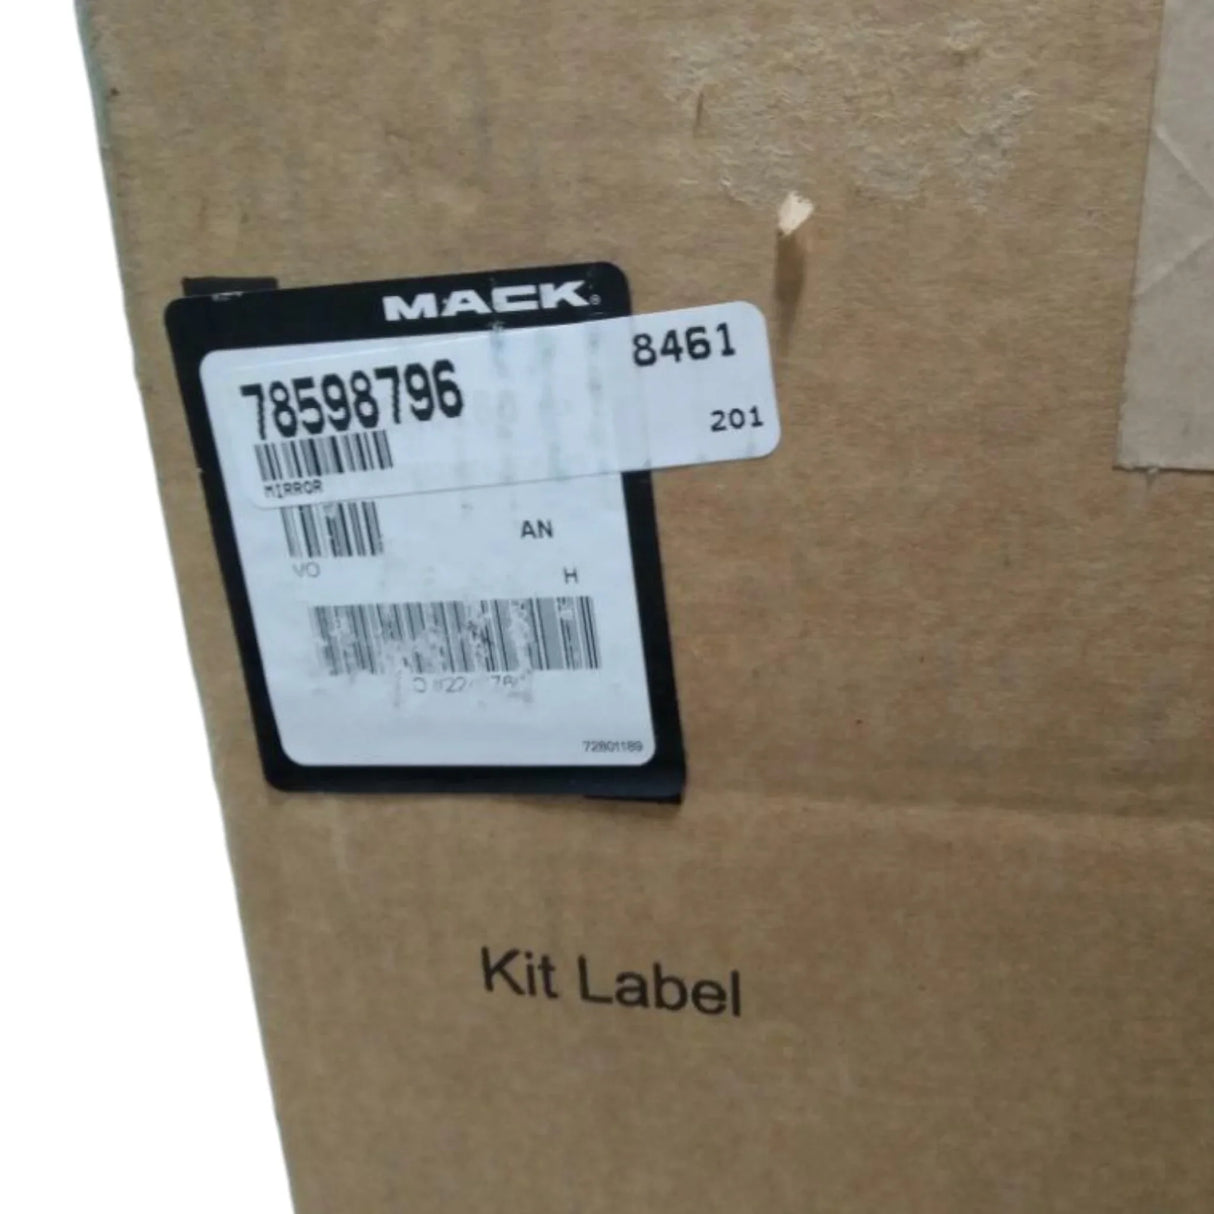 MACK®
78598796 8461
201
MIRROR
AN
VO
H
72801189
Kit Label